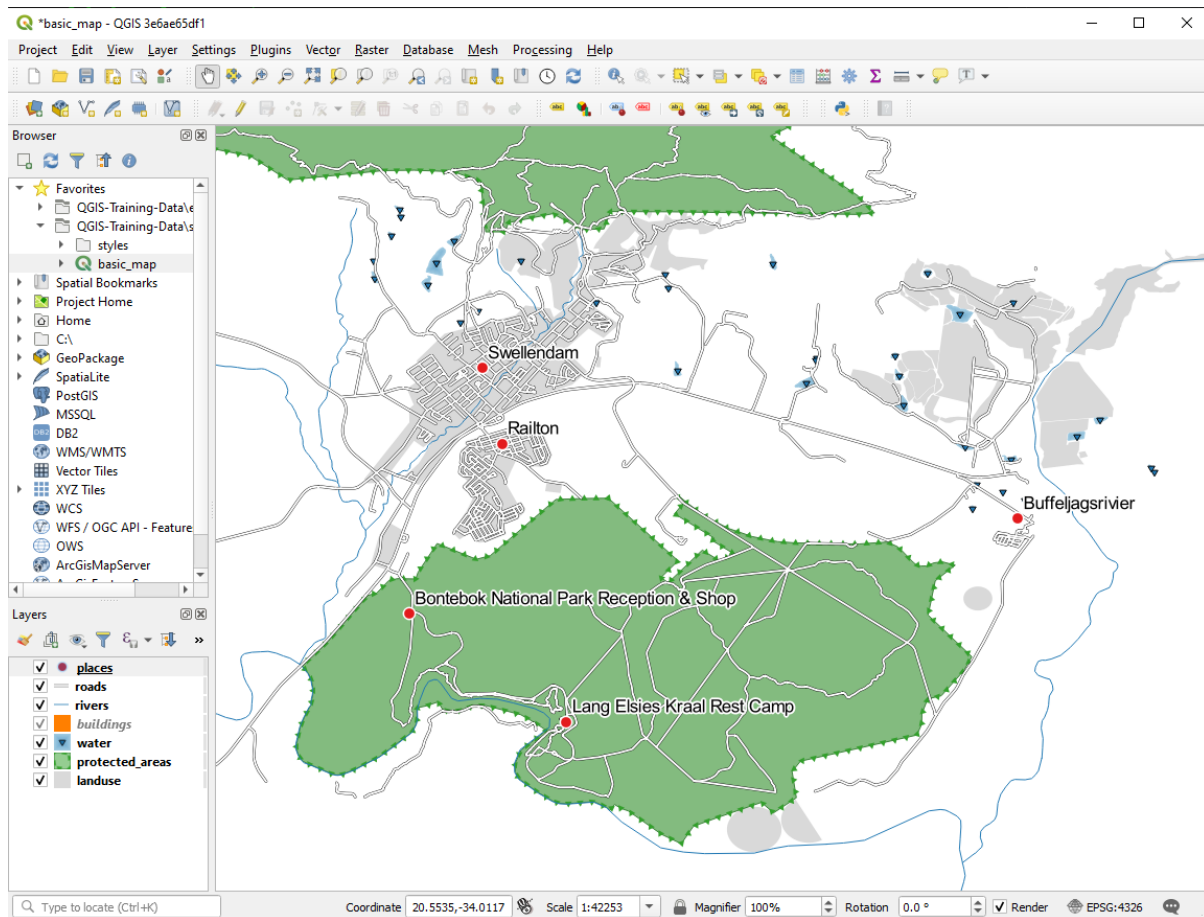 *basic_map - QGIS 3e6ae65df1
Project Edit View Layer Settings Plugins Vector Raster Database Mesh Processing Help
Browser
Favorites
QGIS-Training-Data\e
QGIS-Training-Data\s
styles
basic_map
Spatial Bookmarks
Project Home
Home
C:\
GeoPackage
SpatiaLite
PostGIS
MSSQL
DB2
WMS/WMTS
Vector Tiles
XYZ Tiles
WCS
WFS / OGC API - Feature
OWS
ArcGisMapServer
Layers
places
roads
rivers
buildings
water
protected_areas
landuse
Swellendam
Railton
Buffeljagsrivier
Bontebok National Park Reception & Shop
Lang Elsies Kraal Rest Camp
Type to locate (Ctrl+K) Coordinate 20.5535,-34.0117 Scale 1:42253 Magnifier 100% Rotation 0.0 ° Render EPSG:4326